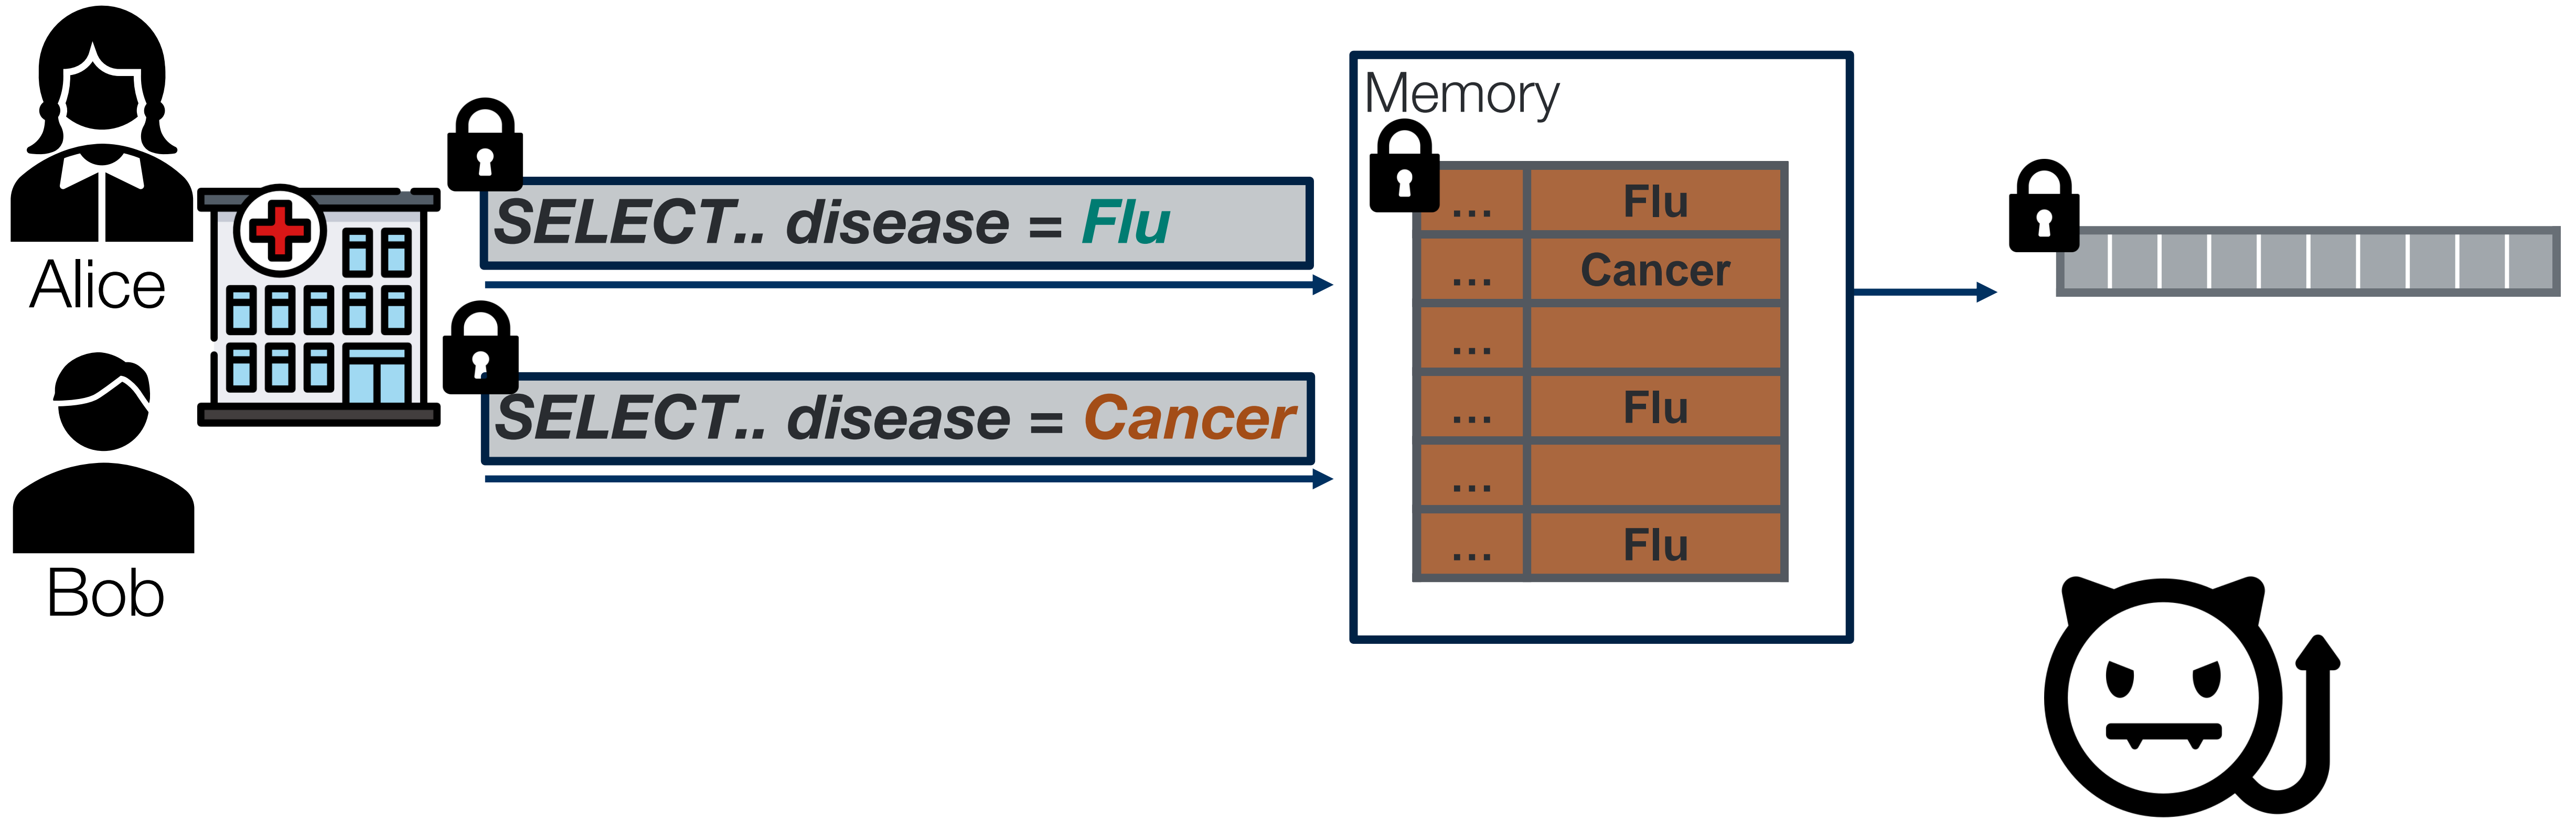 Alice
Bob
SELECT.. disease = Flu
SELECT.. disease = Cancer
Memory
... Flu
... Cancer
...
... Flu
...
... Flu